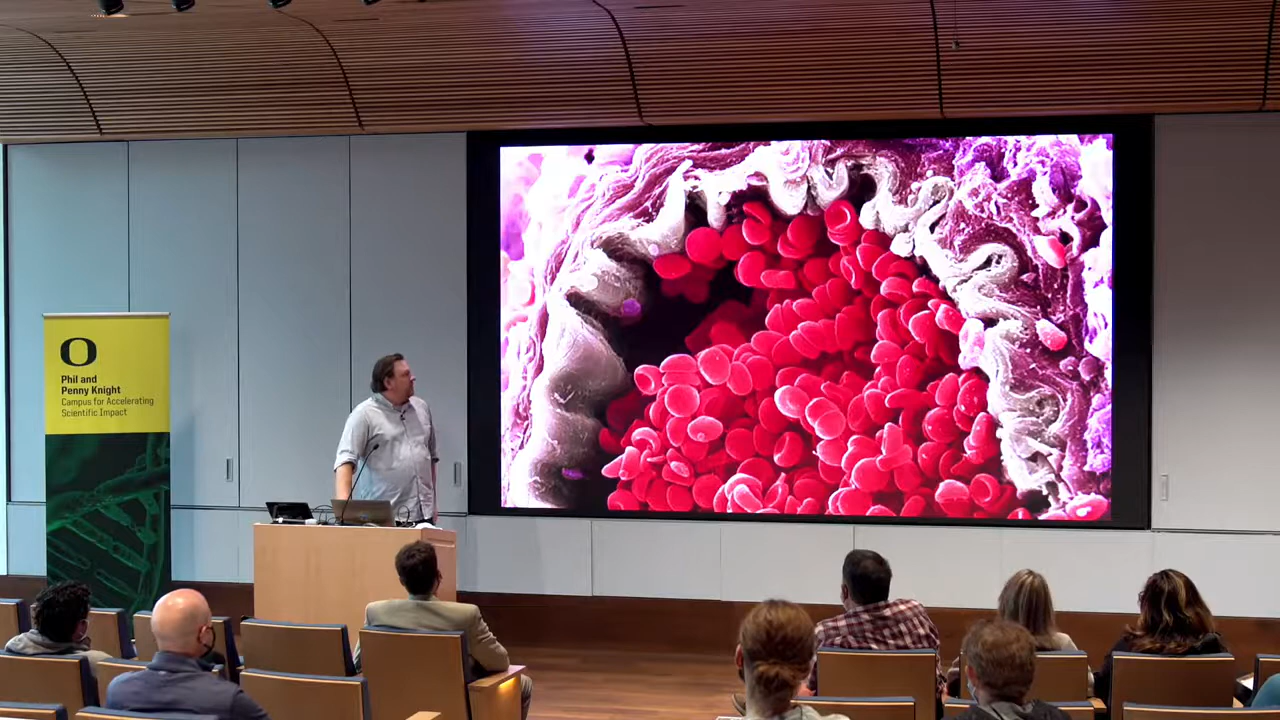 O
Phil and
Penny Knight
Campus for Accelerating
Scientific Impact